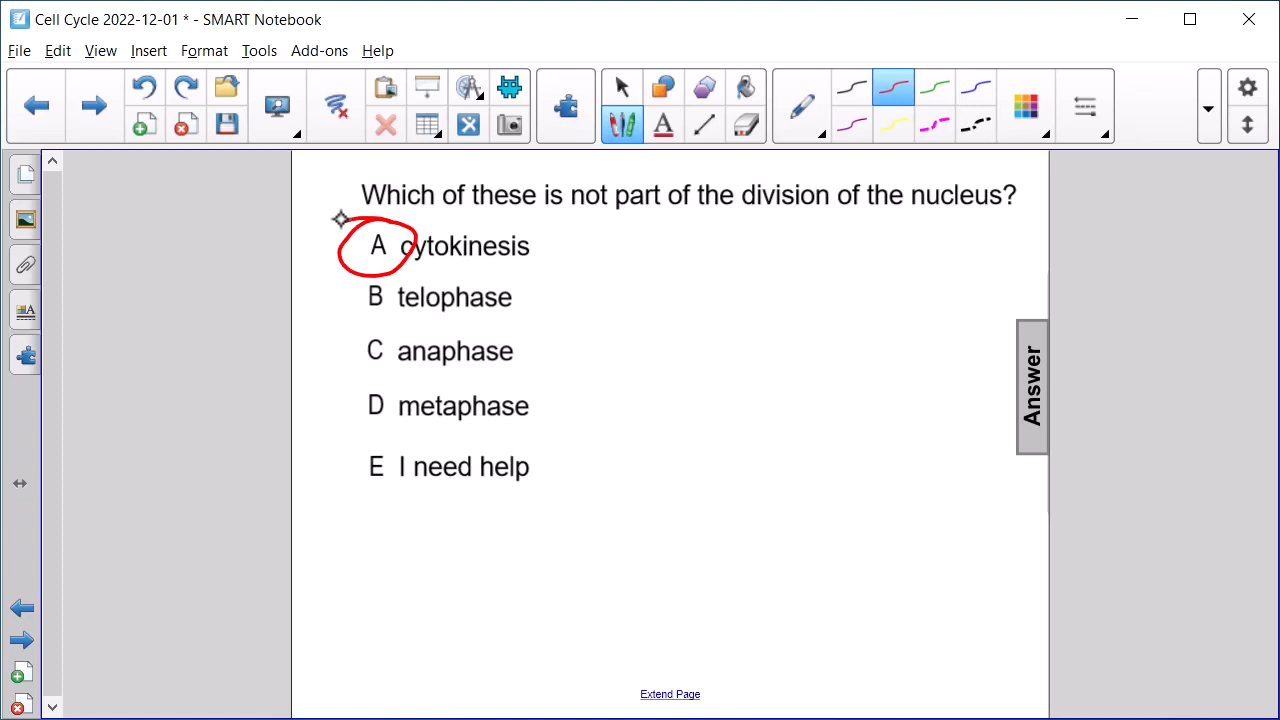 Cell Cycle 2022-12-01 * - SMART Notebook
File Edit View Insert Format Tools Add-ons Help
Which of these is not part of the division of the nucleus?
A cytokinesis
B telophase
C anaphase
D metaphase
E I need help
Answer
Extend Page